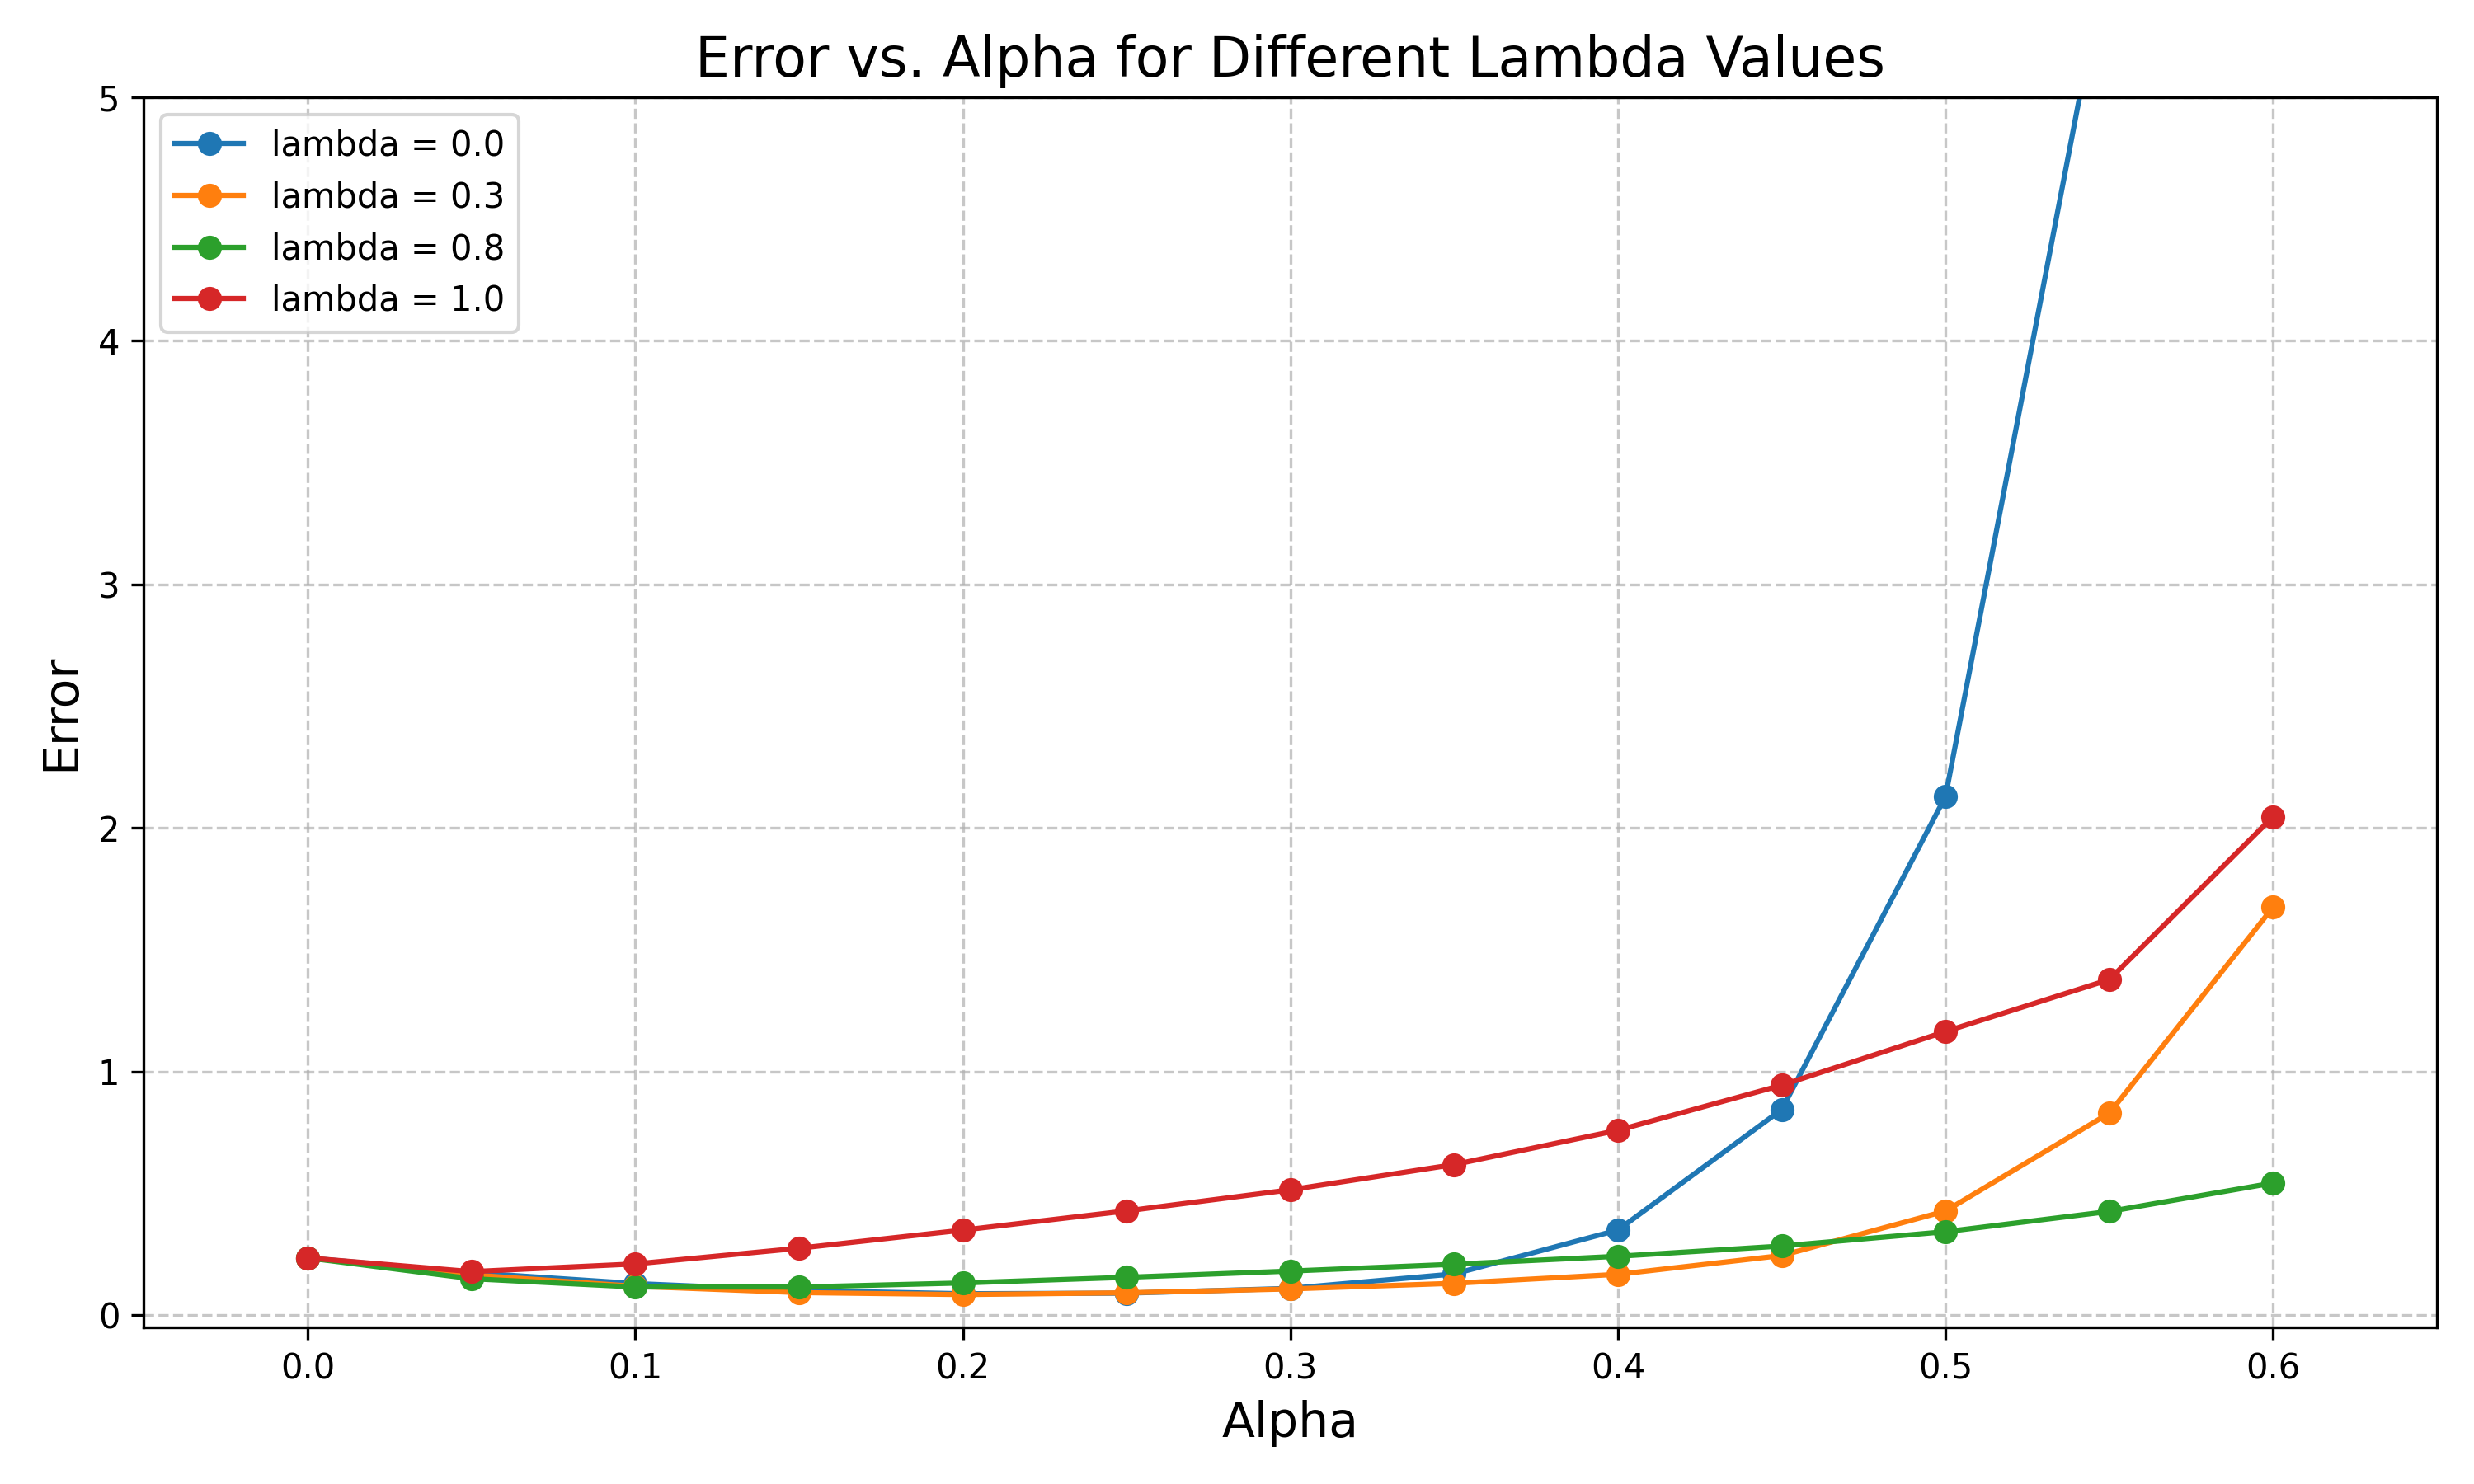 Error vs. Alpha for Different Lambda Values
5
4
3
2
1
0
Error
lambda = 0.0
lambda = 0.3
lambda = 0.8
lambda = 1.0
0.0 0.1 0.2 0.3 0.4 0.5 0.6
Alpha